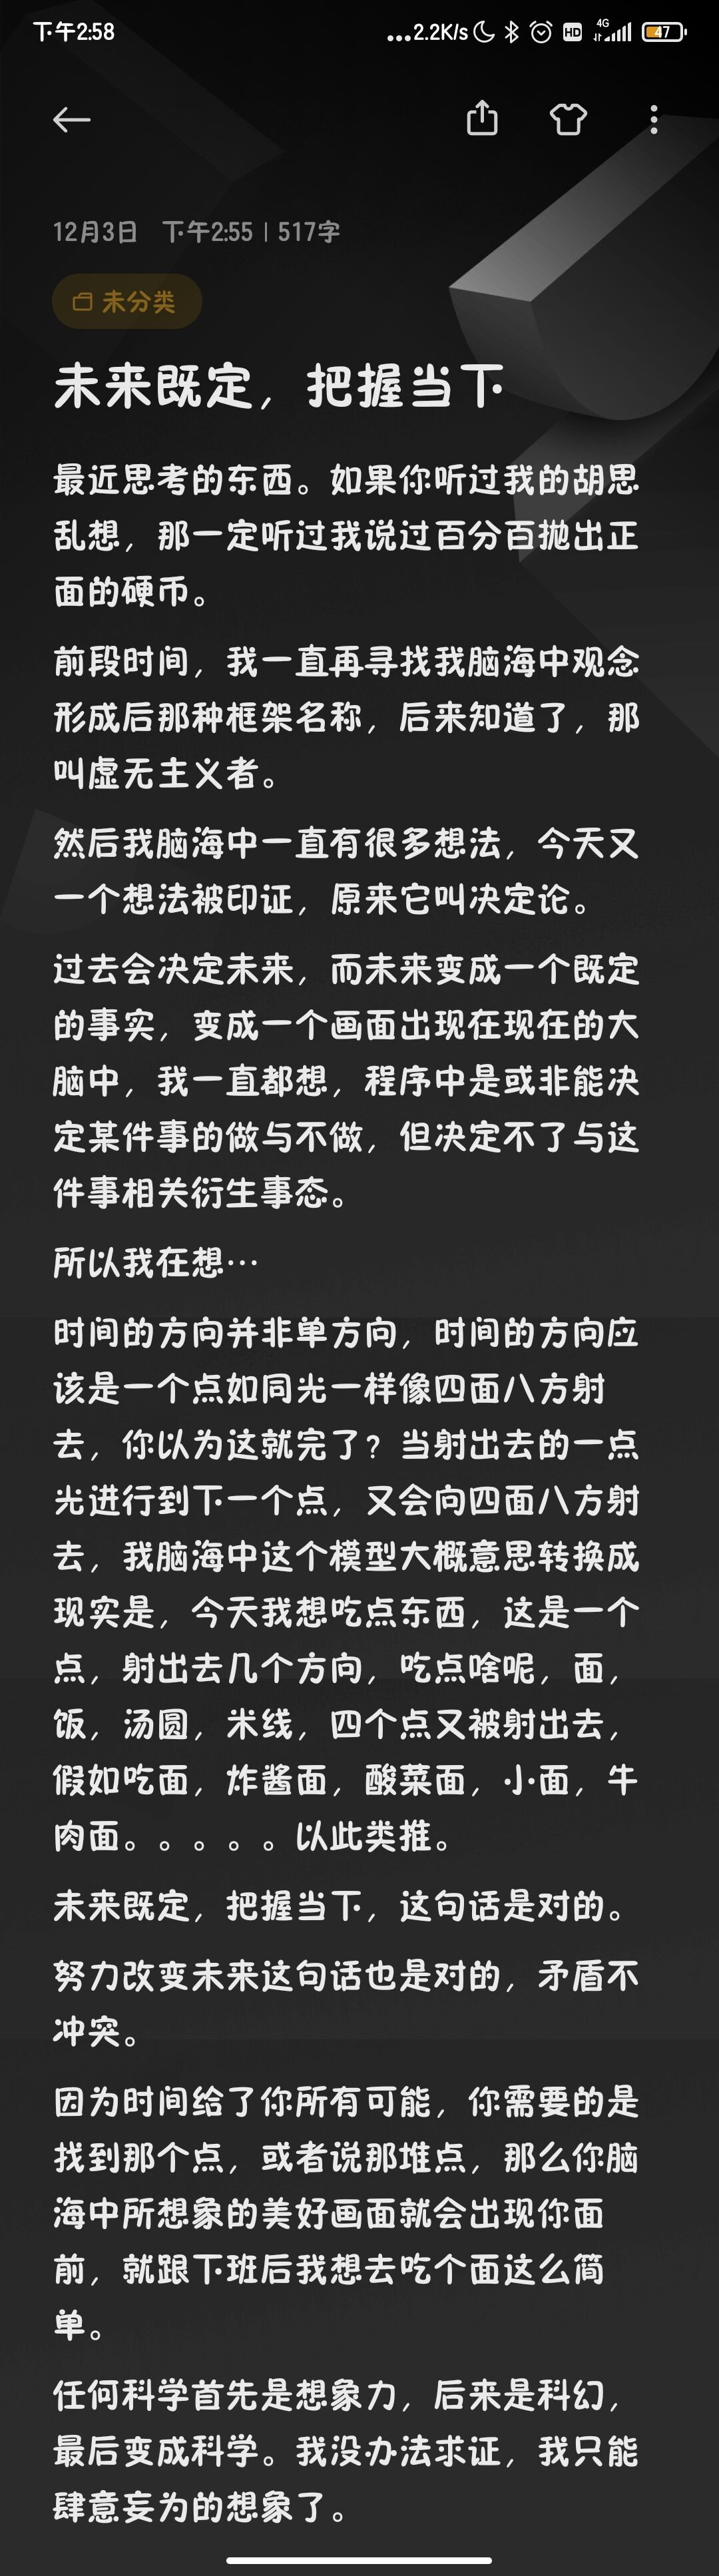 下午2:58
...2.2K/s
HD
4G
47
12月3日 下午2:55 | 517字
未分类
未来既定，把握当下
最近思考的东西。如果你听过我的胡思
乱想，那一定听过我说过百分百抛出正
面的硬币。
前段时间，我一直再寻找我脑海中观念
形成后那种框架名称，后来知道了，那
叫虚无主义者。
然后我脑海中一直有很多想法，今天又
一个想法被印证，原来它叫决定论。
过去会决定未来，而未来变成一个既定
的事实，变成一个画面出现在现在的大
脑中，我一直都想，程序中是或非能决
定某件事的做与不做，但决定不了与这
件事相关衍生事态。
所以我在想…
时间的方向并非单方向，时间的方向应
该是一个点如同光一样像四面八方射
去，你以为这就完了？当射出去的一点
光进行到下一个点，又会向四面八方射
去，我脑海中这个模型大概意思转换成
现实是，今天我想吃点东西，这是一个
点，射出去几个方向，吃点啥呢，面，
饭，汤圆，米线，四个点又被射出去，
假如吃面，炸酱面，酸菜面，小面，牛
肉面。。。。。以此类推。
未来既定，把握当下，这句话是对的。
努力改变未来这句话也是对的，矛盾不
冲突。
因为时间给了你所有可能，你需要的是
找到那个点，或者说那堆点，那么你脑
海中所想象的美好画面就会出现你面
前，就跟下班后我想去吃个面这么简
单。
任何科学首先是想象力，后来是科幻，
最后变成科学。我没办法求证，我只能
肆意妄为的想象了。